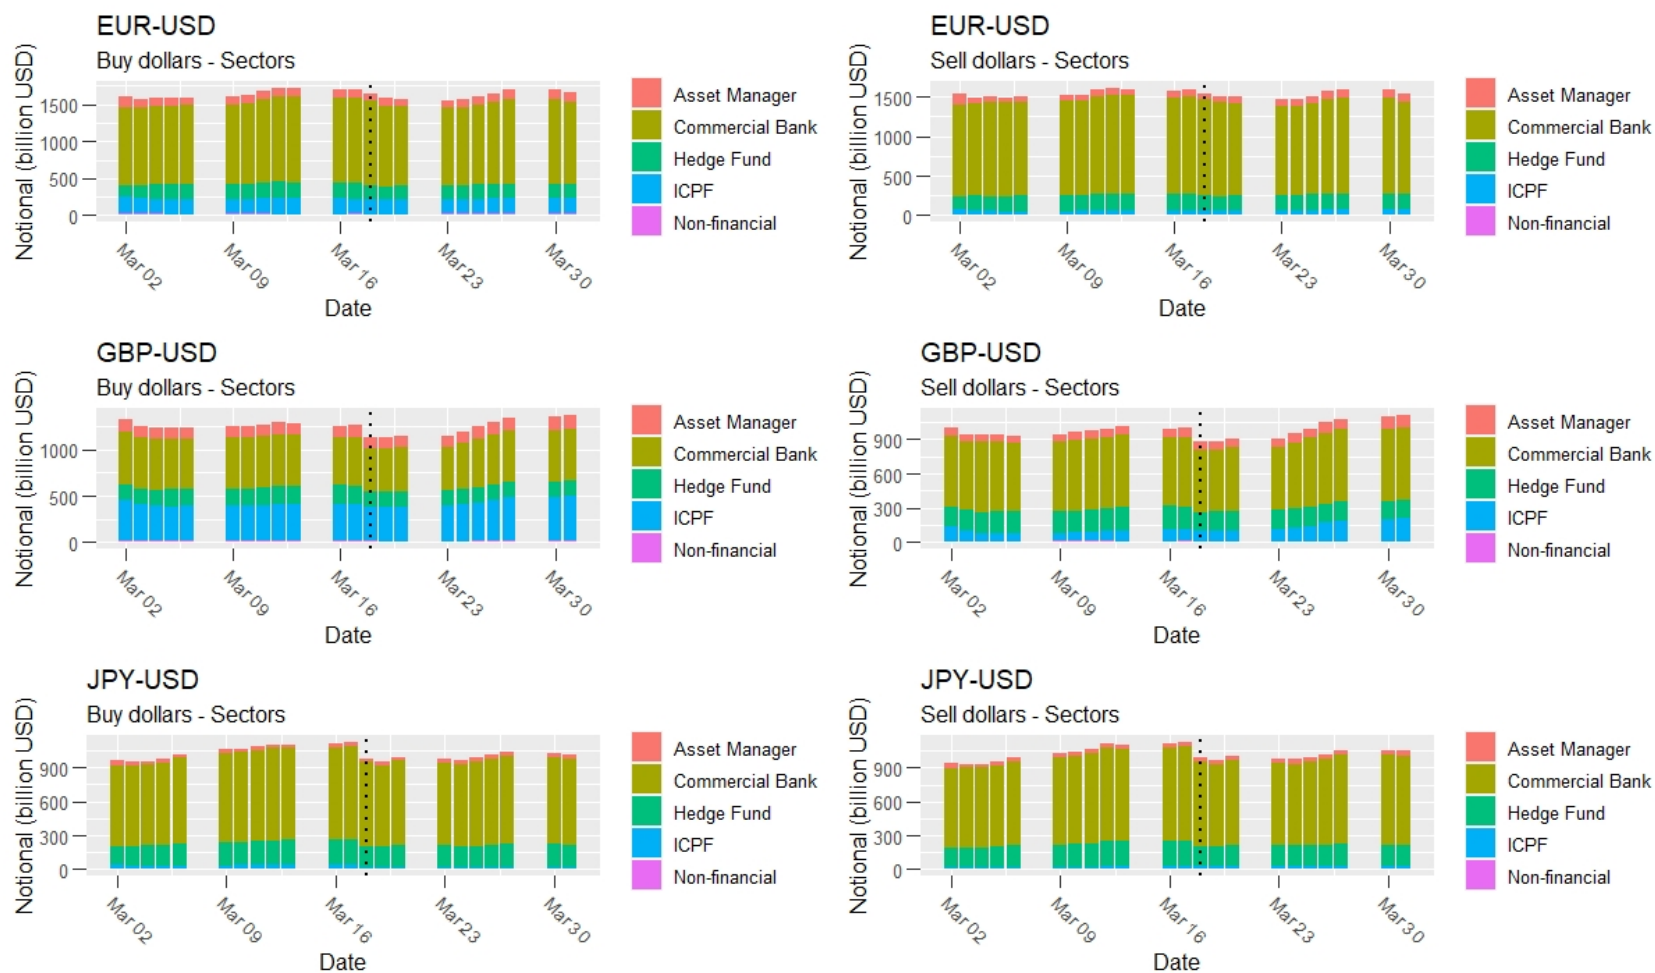 EUR-USD
Buy dollars - Sectors
Notional (billion USD)
1500
1000
500
0
Mar 02
Mar 09
Mar 16
Mar 23
Mar 30
Date
Asset Manager
Commercial Bank
Hedge Fund
ICPF
Non-financial
EUR-USD
Sell dollars - Sectors
Notional (billion USD)
1500
1000
500
0
Mar 02
Mar 09
Mar 16
Mar 23
Mar 30
Date
Asset Manager
Commercial Bank
Hedge Fund
ICPF
Non-financial
GBP-USD
Buy dollars - Sectors
Notional (billion USD)
1000
500
0
Mar 02
Mar 09
Mar 16
Mar 23
Mar 30
Date
Asset Manager
Commercial Bank
Hedge Fund
ICPF
Non-financial
GBP-USD
Sell dollars - Sectors
Notional (billion USD)
900
600
300
0
Mar 02
Mar 09
Mar 16
Mar 23
Mar 30
Date
Asset Manager
Commercial Bank
Hedge Fund
ICPF
Non-financial
JPY-USD
Buy dollars - Sectors
Notional (billion USD)
900
600
300
0
Mar 02
Mar 09
Mar 16
Mar 23
Mar 30
Date
Asset Manager
Commercial Bank
Hedge Fund
ICPF
Non-financial
JPY-USD
Sell dollars - Sectors
Notional (billion USD)
900
600
300
0
Mar 02
Mar 09
Mar 16
Mar 23
Mar 30
Date
Asset Manager
Commercial Bank
Hedge Fund
ICPF
Non-financial